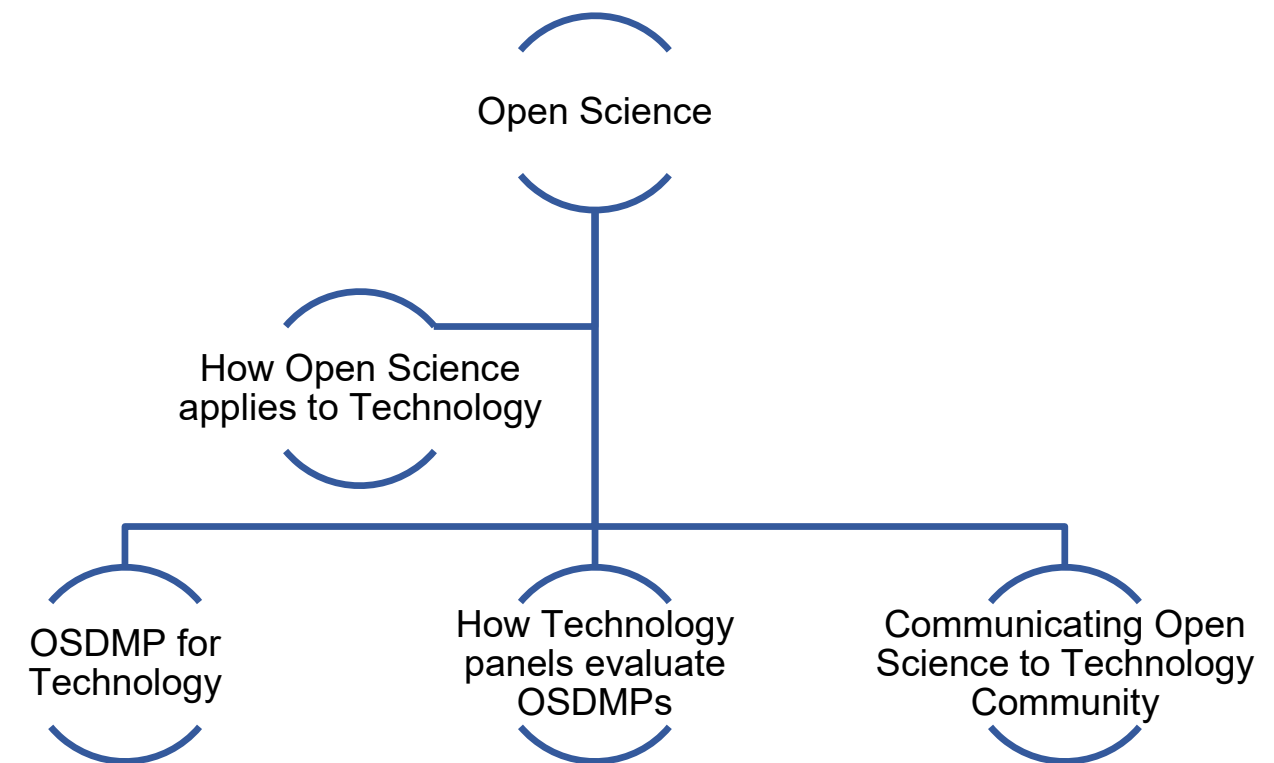 Open Science
How Open Science
applies to Technology
OSDMP for
Technology
How Technology
panels evaluate
OSDMPs
Communicating Open
Science to Technology
Community